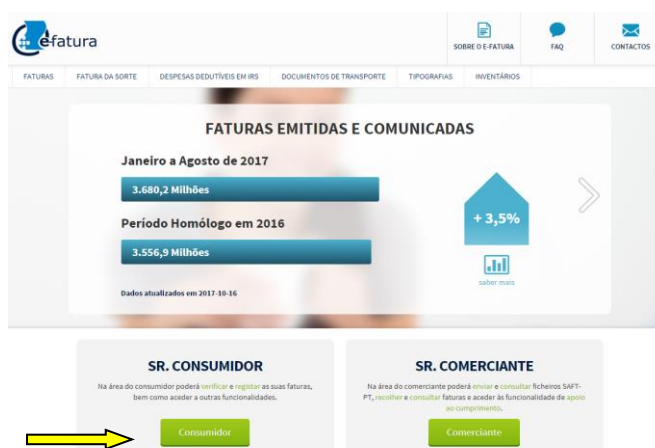 e-fatura
SOBRE O E-FATURA
FAQ
CONTACTOS
FATURAS
FATURA DA SORTE
DESPESAS DEDUTÍVEIS EM IRS
DOCUMENTOS DE TRANSPORTE
TIPOGRAFIAS
INVENTÁRIOS
FATURAS EMITIDAS E COMUNICADAS
Janeiro a Agosto de 2017
3.680,2 Milhões
+ 3,5%
Período Homólogo em 2016
3.556,9 Milhões
saber mais
Dados atualizados em 2017-10-16
SR. CONSUMIDOR
Na área do consumidor poderá verificar e registar as suas faturas,
bem como aceder a outras funcionalidades.
Consumidor
SR. COMERCIANTE
Na área do comerciante poderá enviar e consultar ficheiros SAFT-
PT, recolher e consultar faturas e aceder às funcionalidade de apoio
ao cumprimento.
Comerciante